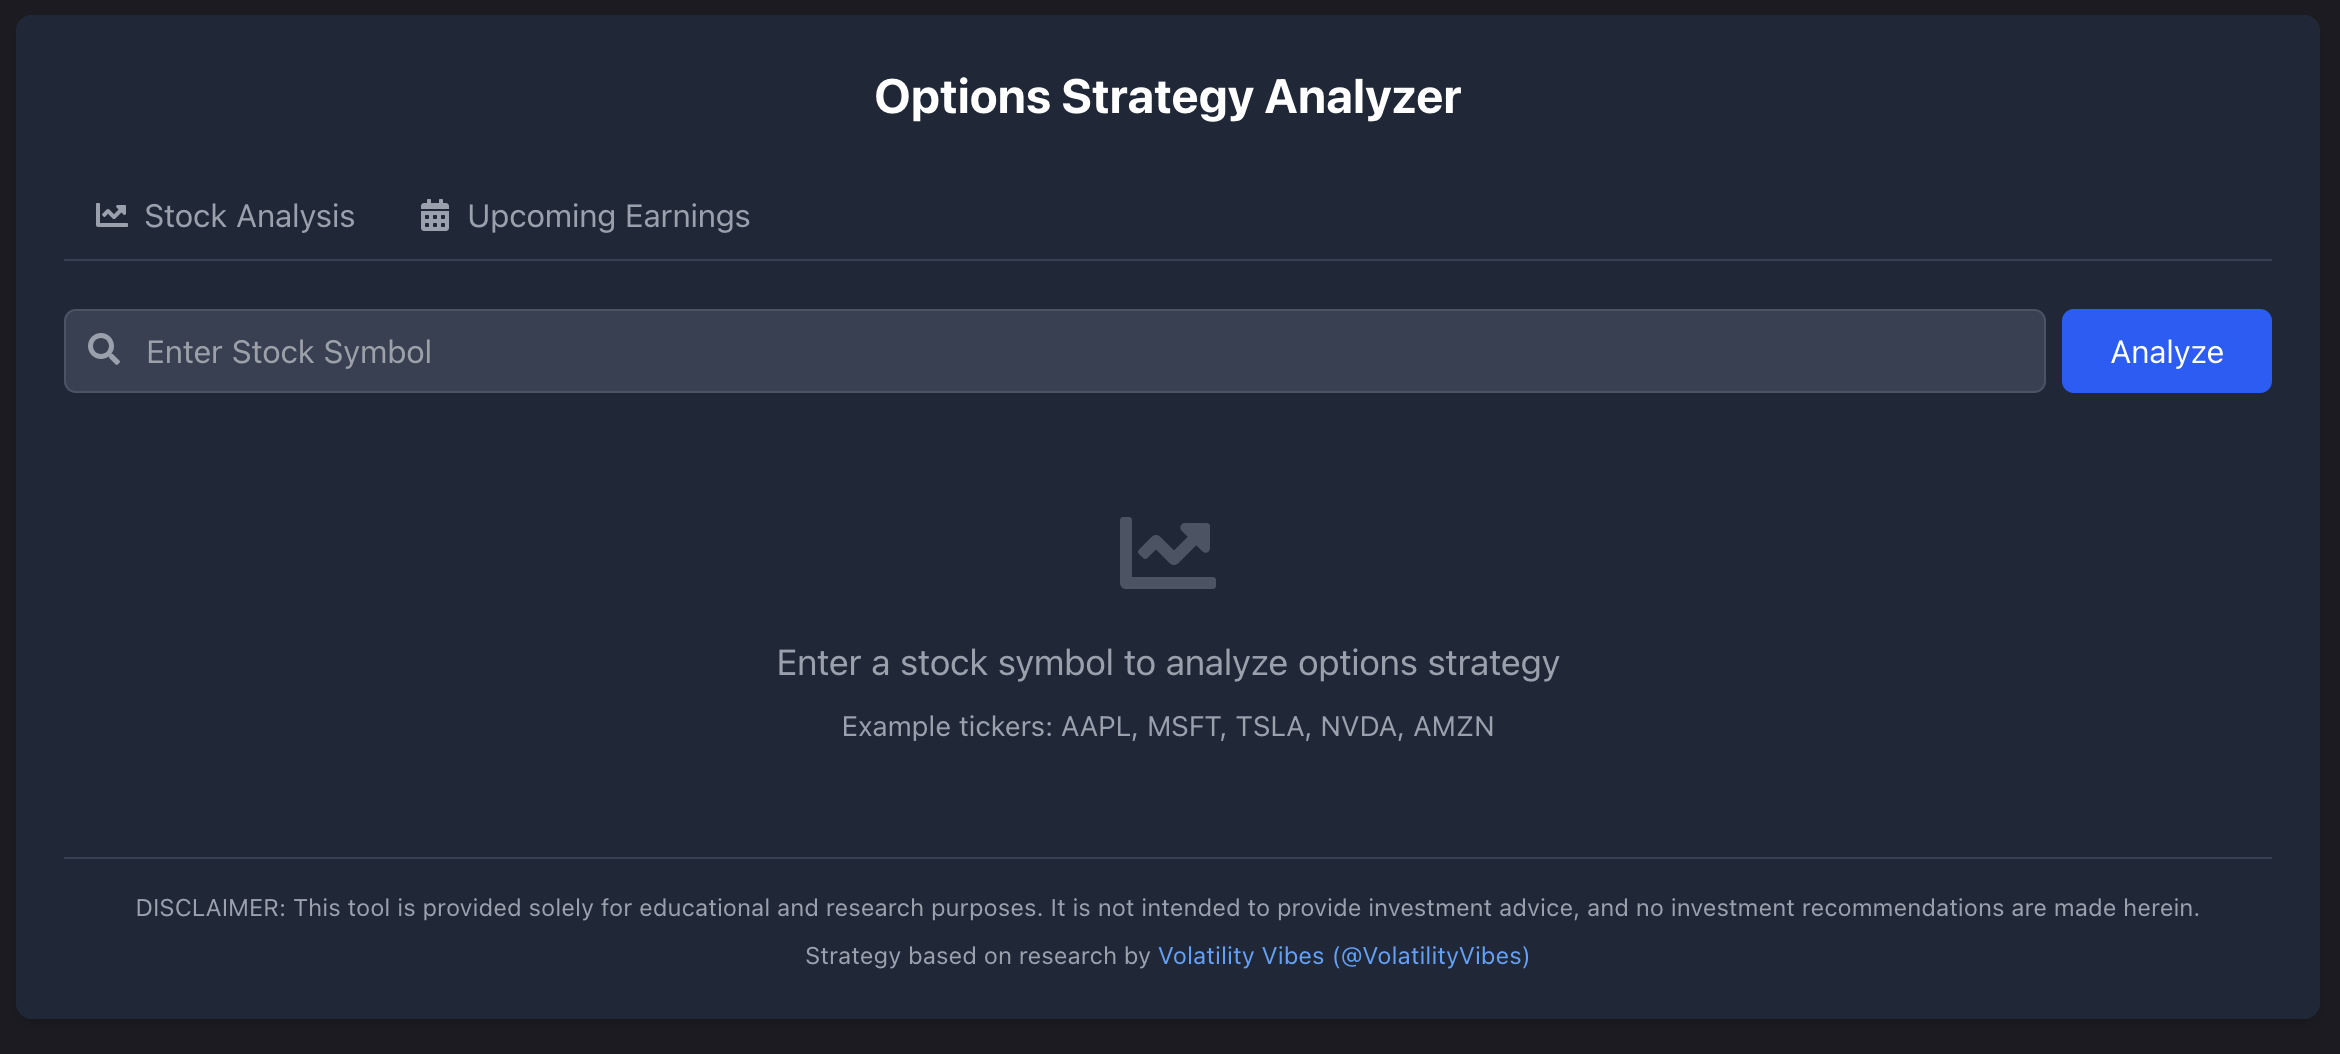 Options Strategy Analyzer
Stock Analysis
Upcoming Earnings
Enter Stock Symbol
Analyze
Enter a stock symbol to analyze options strategy
Example tickers: AAPL, MSFT, TSLA, NVDA, AMZN
DISCLAIMER: This tool is provided solely for educational and research purposes. It is not intended to provide investment advice, and no investment recommendations are made herein.
Strategy based on research by Volatility Vibes (@VolatilityVibes)